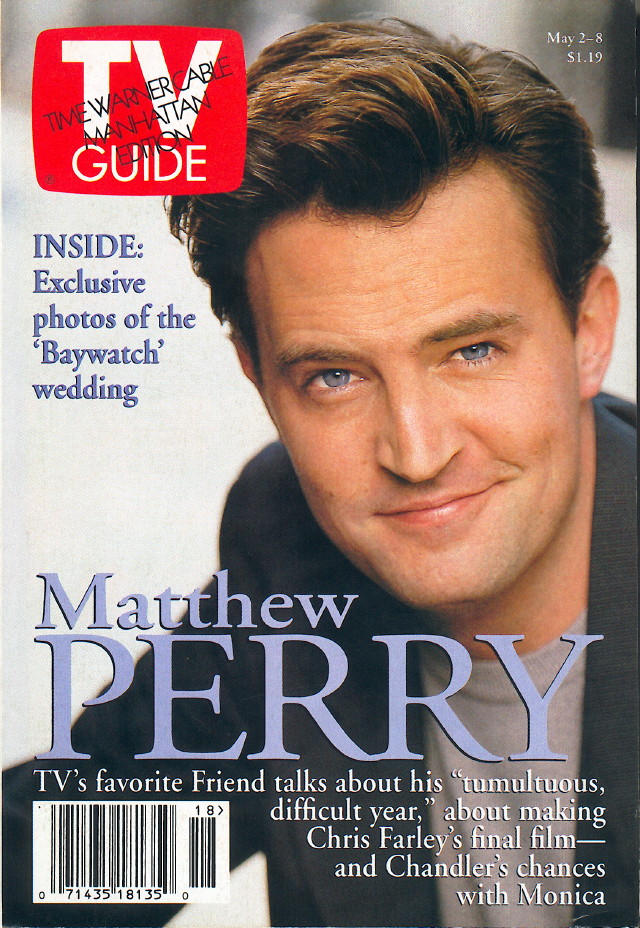 TV
GUIDE
TIME WARNER CABLE
MANHATTAN
EDITION
May 2–8
$1.19
INSIDE:
Exclusive
photos of the
‘Baywatch’
wedding
Matthew
PERRY
TV’s favorite Friend talks about his “tumultuous,
difficult year,” about making
Chris Farley’s final film—
and Chandler’s chances
with Monica
18>
0 71435 18135 0